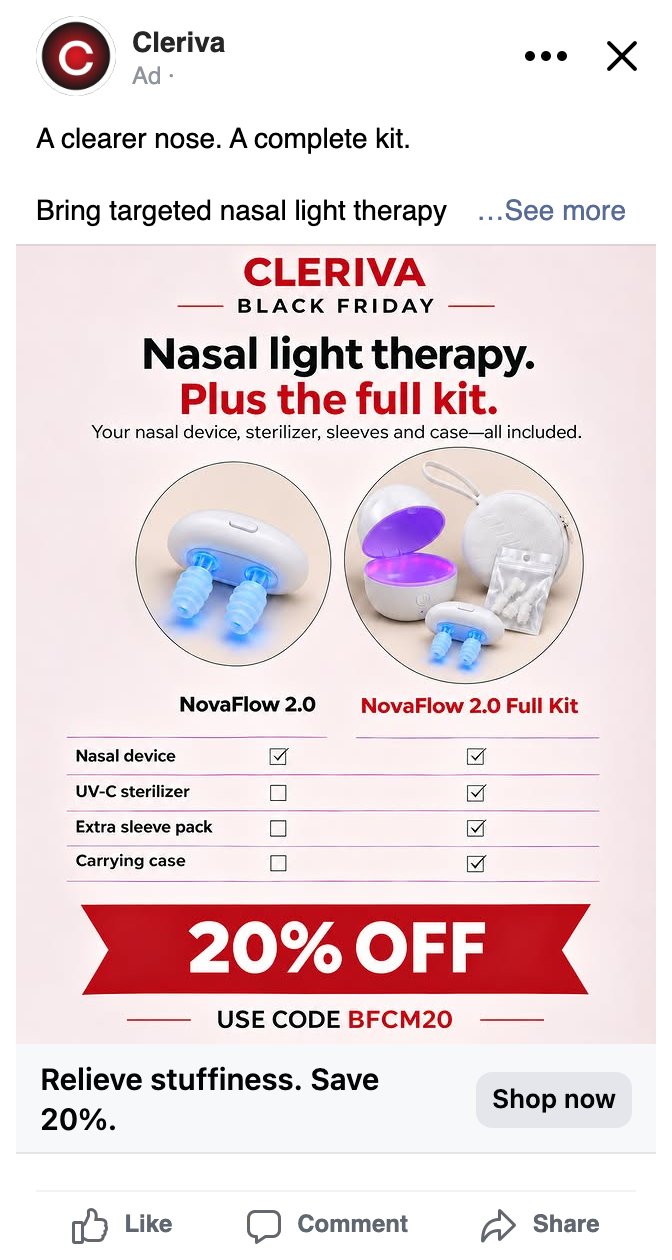 Cleriva
Ad ·
A clearer nose. A complete kit.
Bring targeted nasal light therapy ...See more
CLERIVA
BLACK FRIDAY
Nasal light therapy.
Plus the full kit.
Your nasal device, sterilizer, sleeves and case—all included.
NovaFlow 2.0 NovaFlow 2.0 Full Kit
Nasal device
UV-C sterilizer
Extra sleeve pack
Carrying case
20% OFF
USE CODE BFCM20
Relieve stuffiness. Save
20%.
Shop now
Like Comment Share